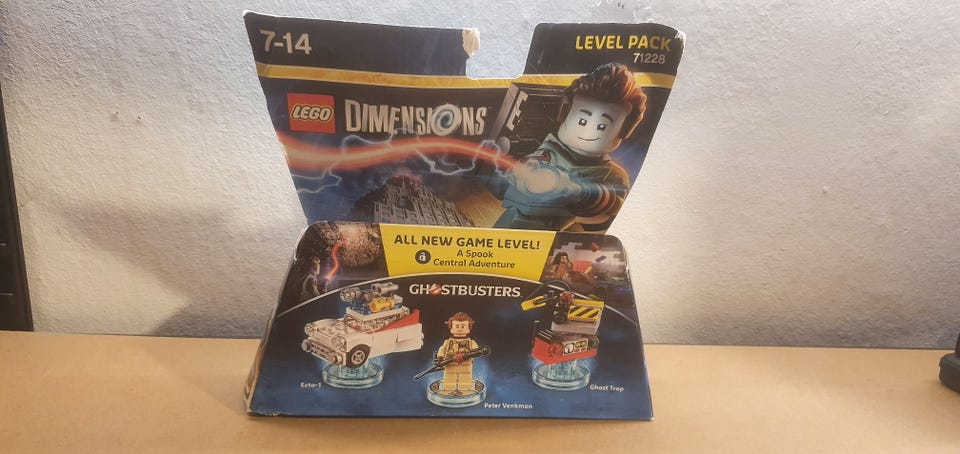 7-14
LEVEL PACK
71228
LEGO
DIMENSIONS
ALL NEW GAME LEVEL!
A Spook
Central Adventure
GHOSTBUSTERS
Ecto-1
Peter Venkman
Ghost Trap